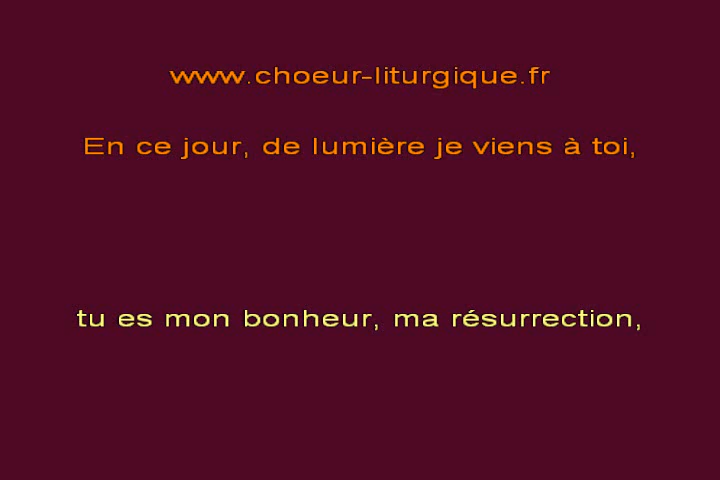 www.choeur-liturgique.fr
En ce jour, de lumière je viens à toi,
tu es mon bonheur, ma résurrection,